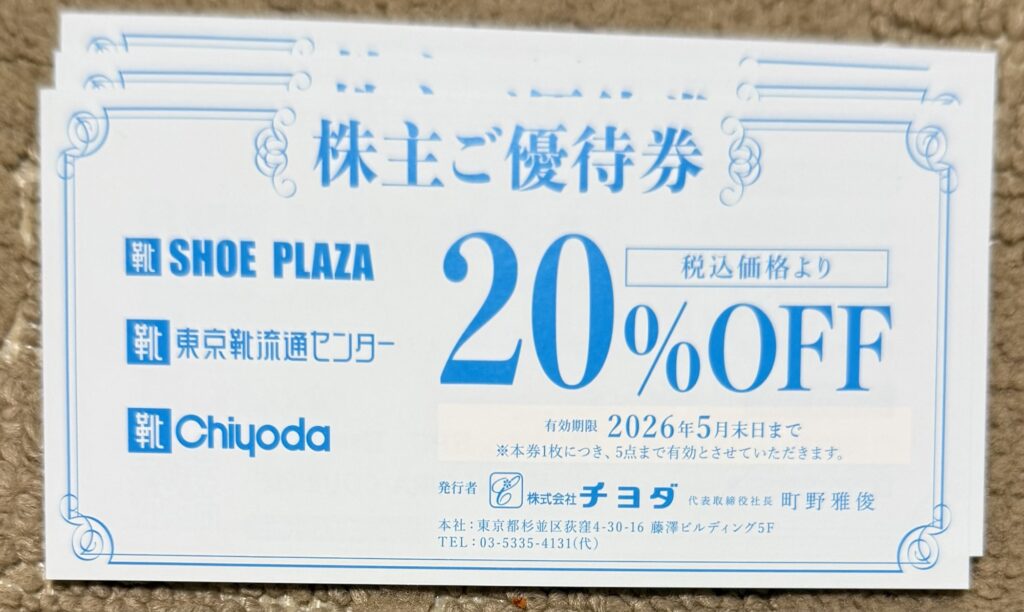 株主ご優待券
靴 SHOE PLAZA
靴 東京靴流通センター
靴 Chiyoda
税込価格より
20%OFF
有効期限 2026年5月末日まで
※本券1枚につき、5点まで有効とさせていただきます。
発行者 株式会社チヨダ 代表取締役社長 町野雅俊
本社：東京都杉並区荻窪4-30-16 藤澤ビルディング5F
TEL：03-5335-4131(代)